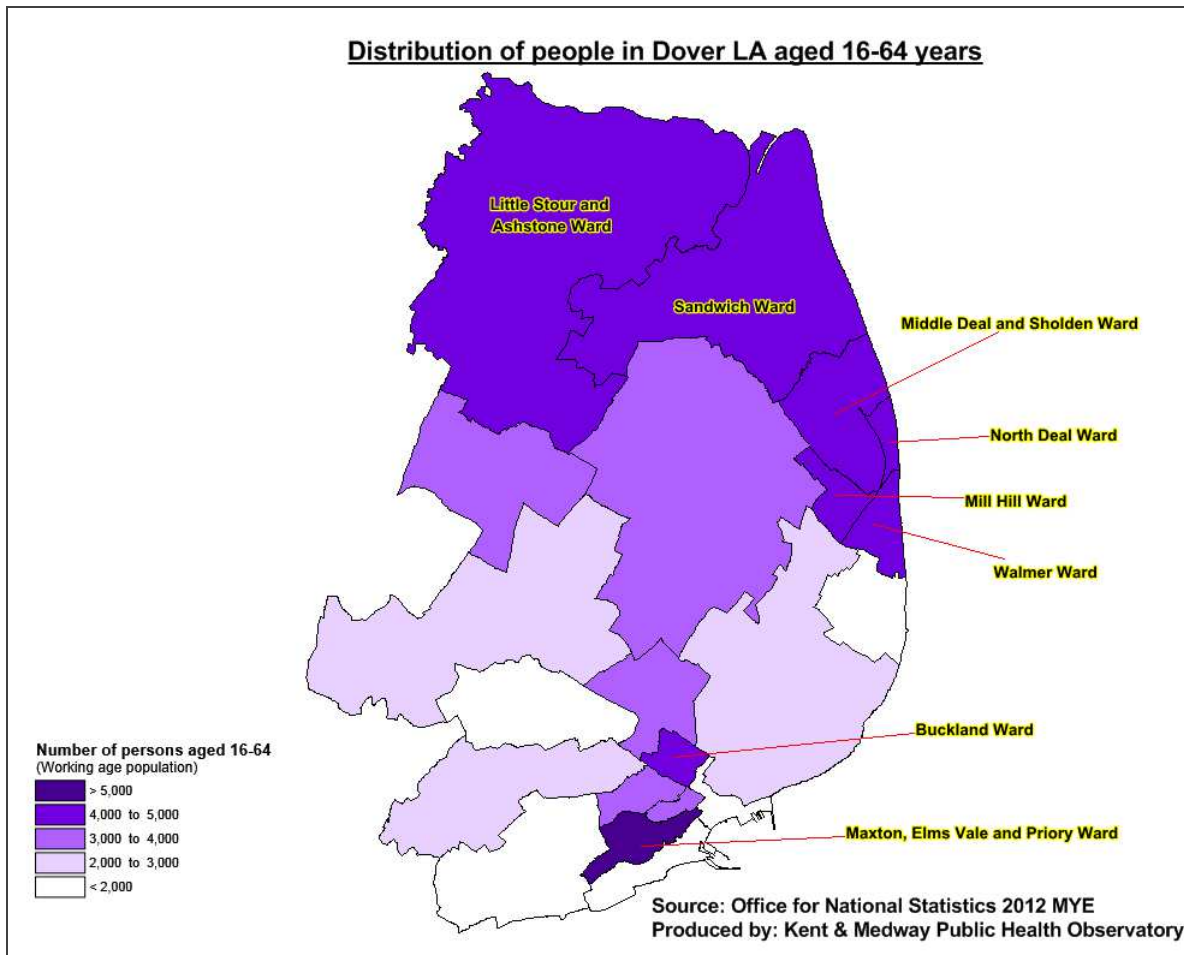 Distribution of people in Dover LA aged 16-64 years
Little Stour and
Ashstone Ward
Sandwich Ward
Middle Deal and Sholden Ward
North Deal Ward
Mill Hill Ward
Walmer Ward
Buckland Ward
Maxton, Elms Vale and Priory Ward
Number of persons aged 16-64
(Working age population)
> 5,000
4,000 to 5,000
3,000 to 4,000
2,000 to 3,000
< 2,000
Source: Office for National Statistics 2012 MYE
Produced by: Kent & Medway Public Health Observatory